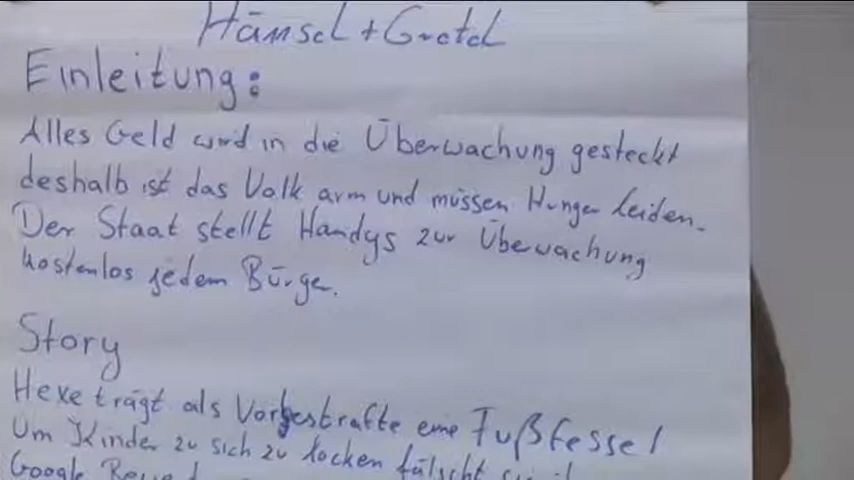 Hänsel + Gretel
Einleitung:
Alles Geld wird in die Überwachung gesteckt
deshalb ist das Volk arm und müssen Hunger leiden.
Der Staat stellt Handys zur Überwachung
kostenlos jedem Bürger.
Story
Hexe trägt als Vorbestrafte eine Fußfessel
Um Kinder zu sich zu locken fälscht
Google